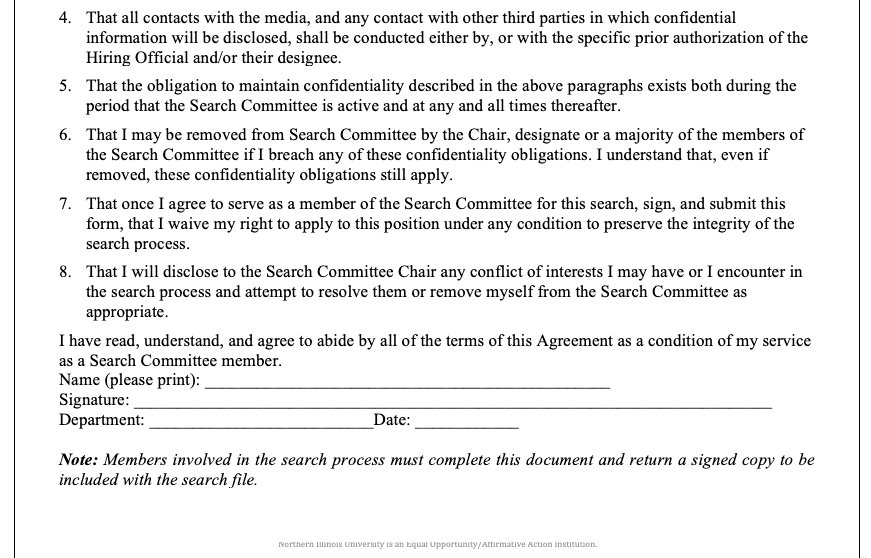 4. That all contacts with the media, and any contact with other third parties in which confidential
information will be disclosed, shall be conducted either by, or with the specific prior authorization of the
Hiring Official and/or their designee.
5. That the obligation to maintain confidentiality described in the above paragraphs exists both during the
period that the Search Committee is active and at any and all times thereafter.
6. That I may be removed from Search Committee by the Chair, designate or a majority of the members of
the Search Committee if I breach any of these confidentiality obligations. I understand that, even if
removed, these confidentiality obligations still apply.
7. That once I agree to serve as a member of the Search Committee for this search, sign, and submit this
form, that I waive my right to apply to this position under any condition to preserve the integrity of the
search process.
8. That I will disclose to the Search Committee Chair any conflict of interests I may have or I encounter in
the search process and attempt to resolve them or remove myself from the Search Committee as
appropriate.
I have read, understand, and agree to abide by all of the terms of this Agreement as a condition of my service
as a Search Committee member.
Name (please print):
Signature:
Department: Date:
Note: Members involved in the search process must complete this document and return a signed copy to be
included with the search file.
Northern Illinois University is an Equal Opportunity/Affirmative Action Institution.